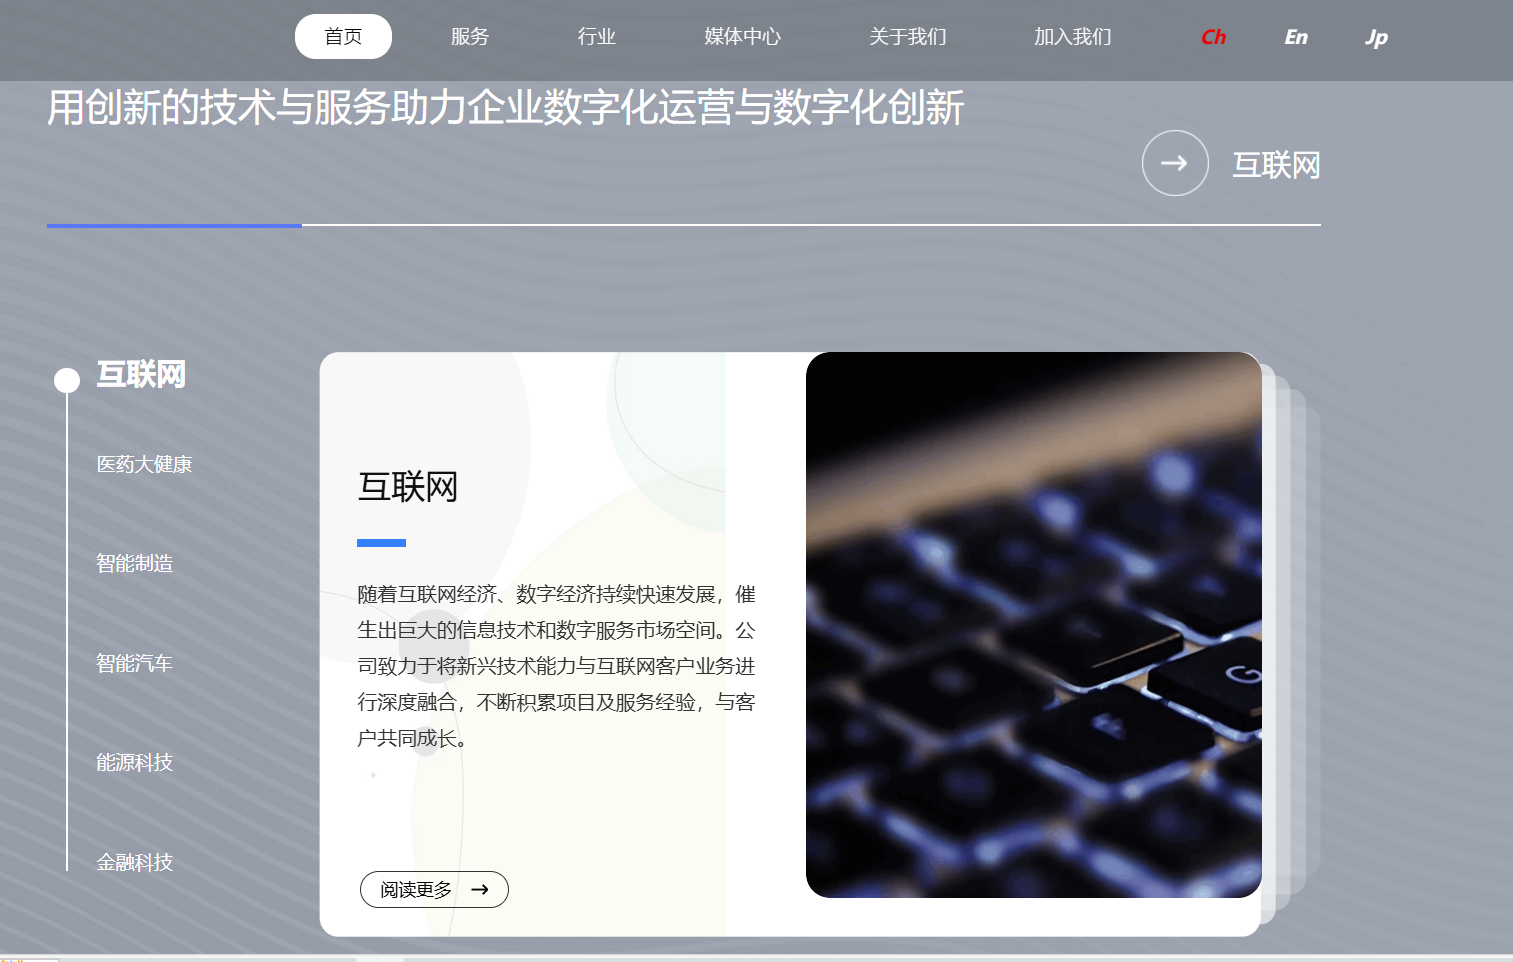 首页 服务 行业 媒体中心 关于我们 加入我们 Ch En Jp
用创新的技术与服务助力企业数字化运营与数字化创新
互联网
互联网
医药大健康
智能制造
智能汽车
能源科技
金融科技
互联网
随着互联网经济、数字经济持续快速发展，催
生出巨大的信息技术和数字服务市场空间。公
司致力于将新兴技术能力与互联网客户业务进
行深度融合，不断积累项目及服务经验，与客
户共同成长。
阅读更多
G